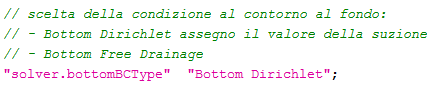 // scelta della condizione al contorno al fondo:
// - Bottom Dirichlet assegno il valore della suzione
// - Bottom Free Drainage
"solver.bottomBCType"  "Bottom Dirichlet";